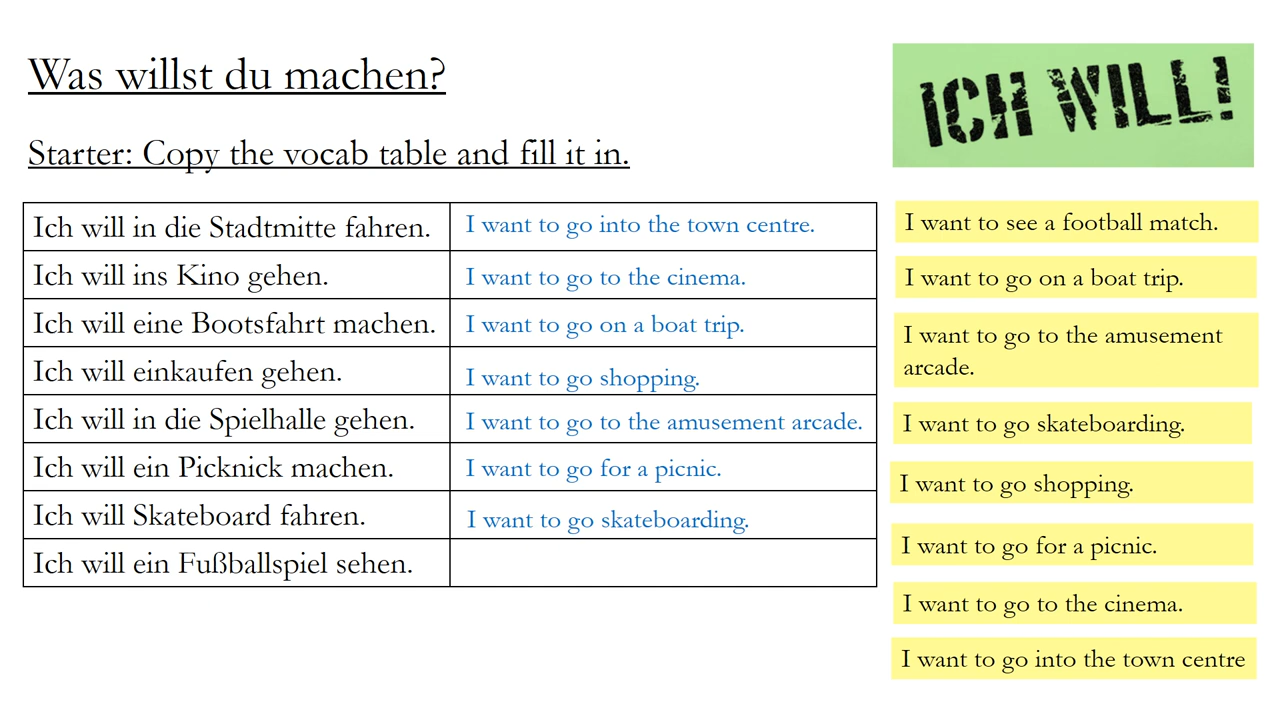 Was willst du machen?
ICH WILL!
Starter: Copy the vocab table and fill it in.
Ich will in die Stadtmitte fahren.
I want to go into the town centre.
Ich will ins Kino gehen.
I want to go to the cinema.
Ich will eine Bootsfahrt machen.
I want to go on a boat trip.
Ich will einkaufen gehen.
I want to go shopping.
Ich will in die Spielhalle gehen.
I want to go to the amusement arcade.
Ich will ein Picknick machen.
I want to go for a picnic.
Ich will Skateboard fahren.
I want to go skateboarding.
Ich will ein Fußballspiel sehen.
I want to see a football match.
I want to go on a boat trip.
I want to go to the amusement
arcade.
I want to go skateboarding.
I want to go shopping.
I want to go for a picnic.
I want to go to the cinema.
I want to go into the town centre